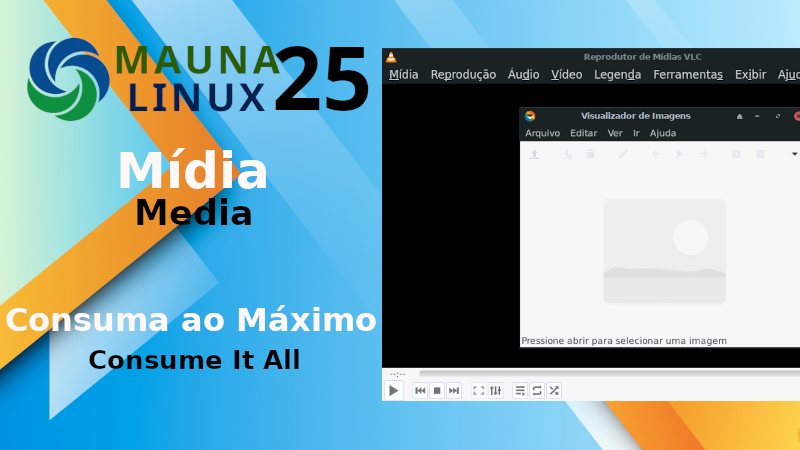 MAUNA
LINUX
25
Mídia
Media
Consuma ao Máximo
Consume It All
Reprodutor de Mídias VLC
Mídia Reprodução Áudio Vídeo Legenda Ferramentas Exibir
Visualizador de Imagens
Arquivo Editar Ver Ir Ajuda
Pressione abrir para selecionar uma imagem
--:--